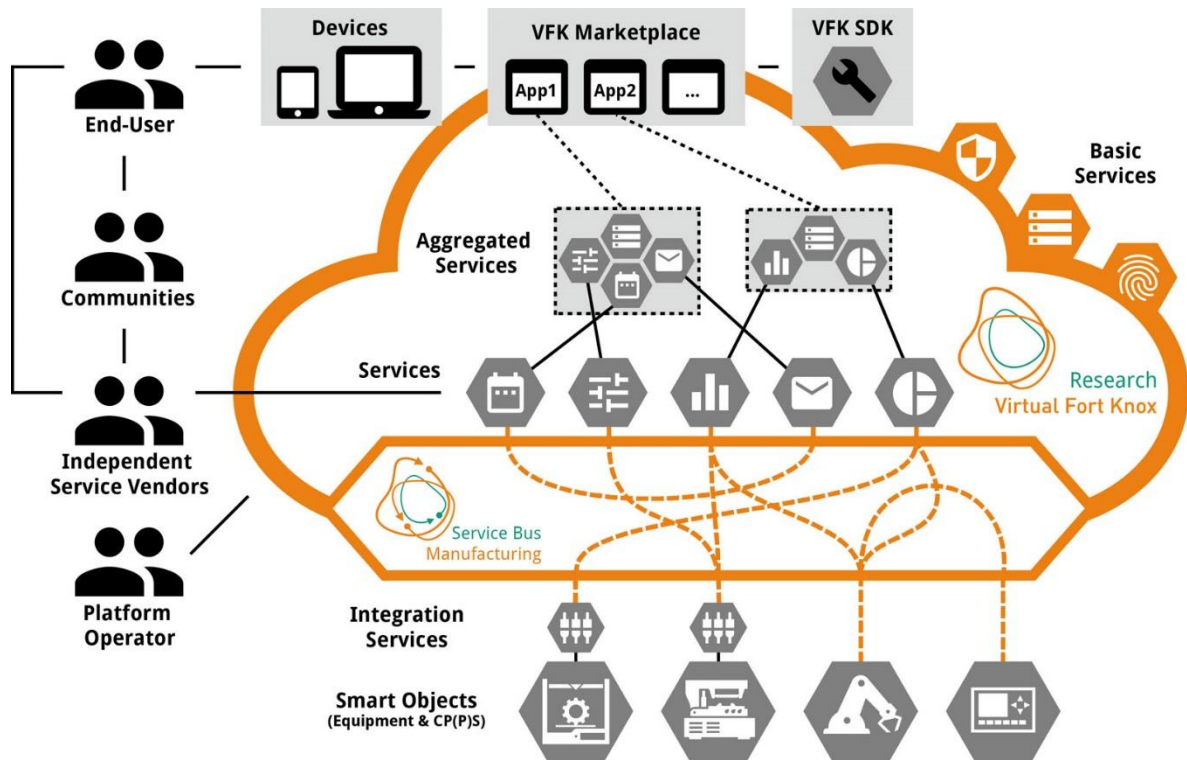 Devices
VFK Marketplace
VFK SDK
App1
App2
...
End-User
Basic
Services
Aggregated
Services
Communities
Services
Research
Virtual Fort Knox
Independent
Service Vendors
Service Bus
Manufacturing
Platform
Operator
Integration
Services
Smart Objects
(Equipment & CP(P)S)